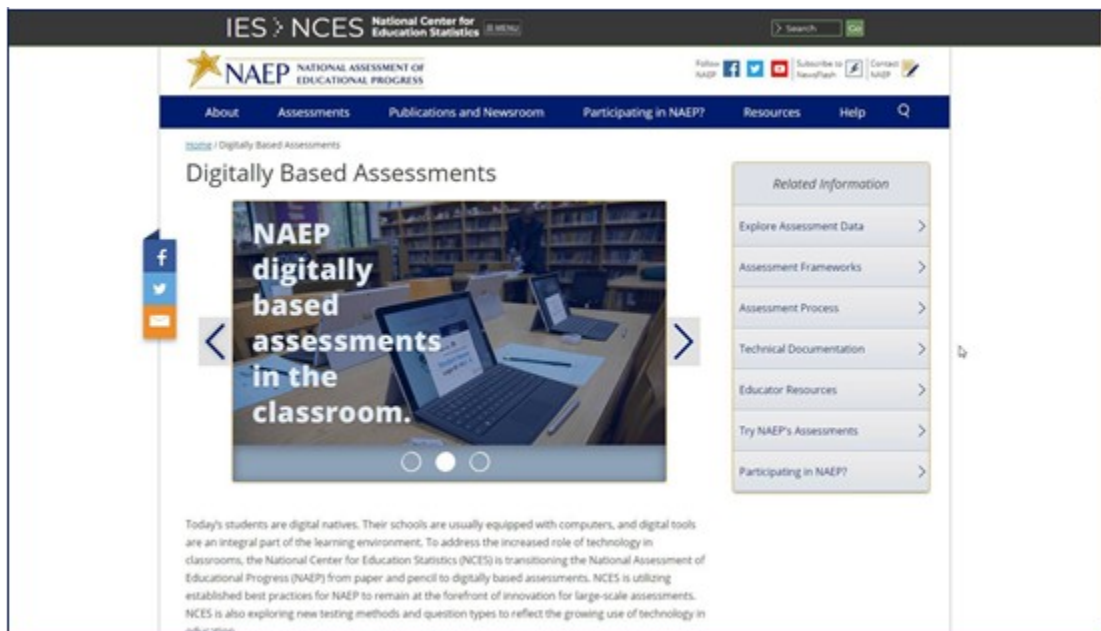 IES > NCES National Center for Education Statistics ≡ MENU
> Search Go
NAEP NATIONAL ASSESSMENT OF EDUCATIONAL PROGRESS
Follow NAEP
Subscribe to NewsFlash
Contact NAEP
About Assessments Publications and Newsroom Participating in NAEP? Resources Help
Home / Digitally Based Assessments
Digitally Based Assessments
NAEP
digitally
based
assessments
in the
classroom.
Related Information
Explore Assessment Data
Assessment Frameworks
Assessment Process
Technical Documentation
Educator Resources
Try NAEP's Assessments
Participating in NAEP?
Today's students are digital natives. Their schools are usually equipped with computers, and digital tools
are an integral part of the learning environment. To address the increased role of technology in
classrooms, the National Center for Education Statistics (NCES) is transitioning the National Assessment of
Educational Progress (NAEP) from paper and pencil to digitally based assessments. NCES is utilizing
established best practices for NAEP to remain at the forefront of innovation for large-scale assessments.
NCES is also exploring new testing methods and question types to reflect the growing use of technology in